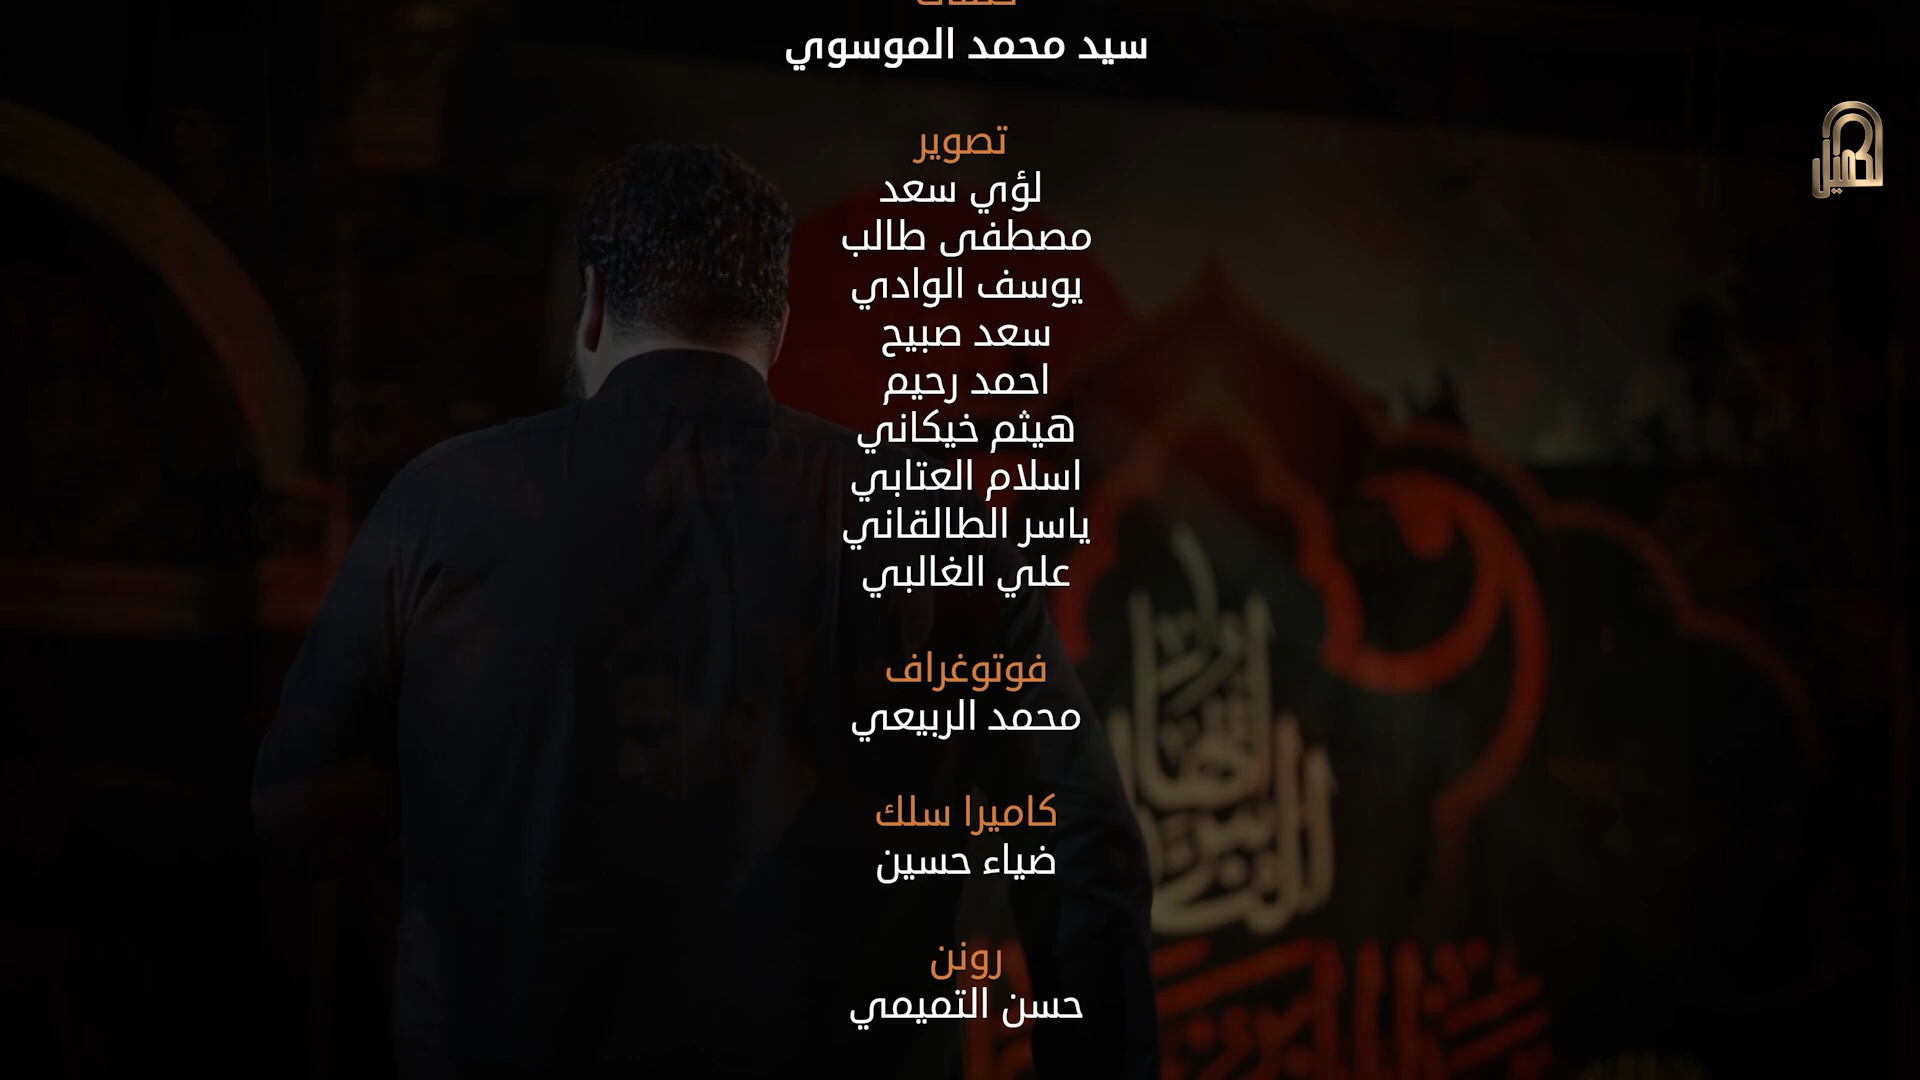 سيد محمد الموسوي
تصوير
لؤي سعد
مصطفى طالب
يوسف الوادي
سعد صبيح
احمد رحيم
هيثم خيكاني
اسلام العتابي
ياسر الطالقاني
علي الغالبي
فوتوغراف
محمد الربيعي
كاميرا سلك
ضياء حسين
رونن
حسن التميمي